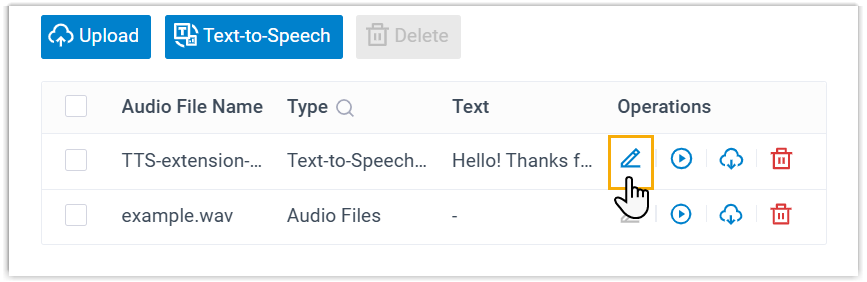 Upload Text-to-Speech Delete
Audio File Name Type Text Operations
TTS-extension-... Text-to-Speech... Hello! Thanks f...
example.wav Audio Files -